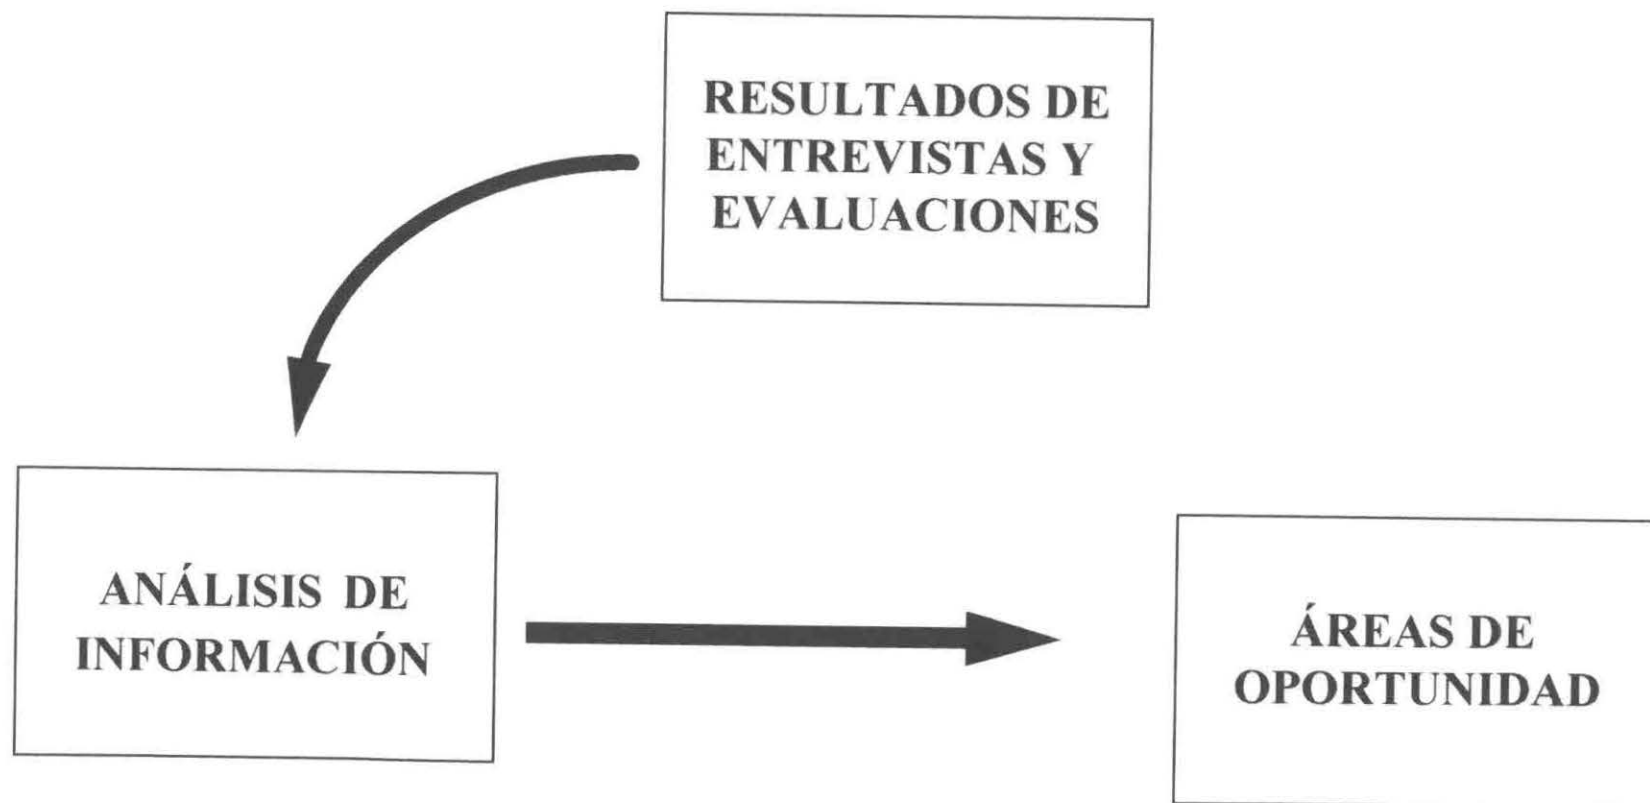 RESULTADOS DE
ENTREVISTAS Y
EVALUACIONES
ANÁLISIS DE
INFORMACIÓN
ÁREAS DE
OPORTUNIDAD